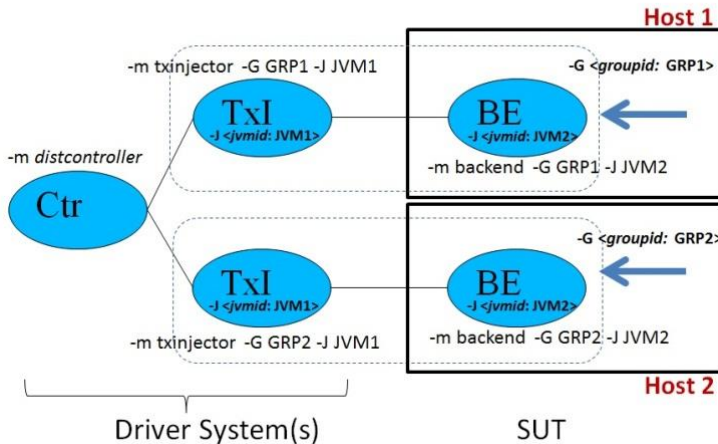 Host 1
-m txinjector -G GRP1 -J JVM1
-G <groupid: GRP1>
TxI
-J <jvmid: JVM1>
BE
-J <jvmid: JVM2>
-m distcontroller
-m backend -G GRP1 -J JVM2
Ctr
-G <groupid: GRP2>
TxI
-J <jvmid: JVM1>
BE
-J <jvmid: JVM2>
-m txinjector -G GRP2 -J JVM1
-m backend -G GRP2 -J JVM2
Host 2
Driver System(s)
SUT